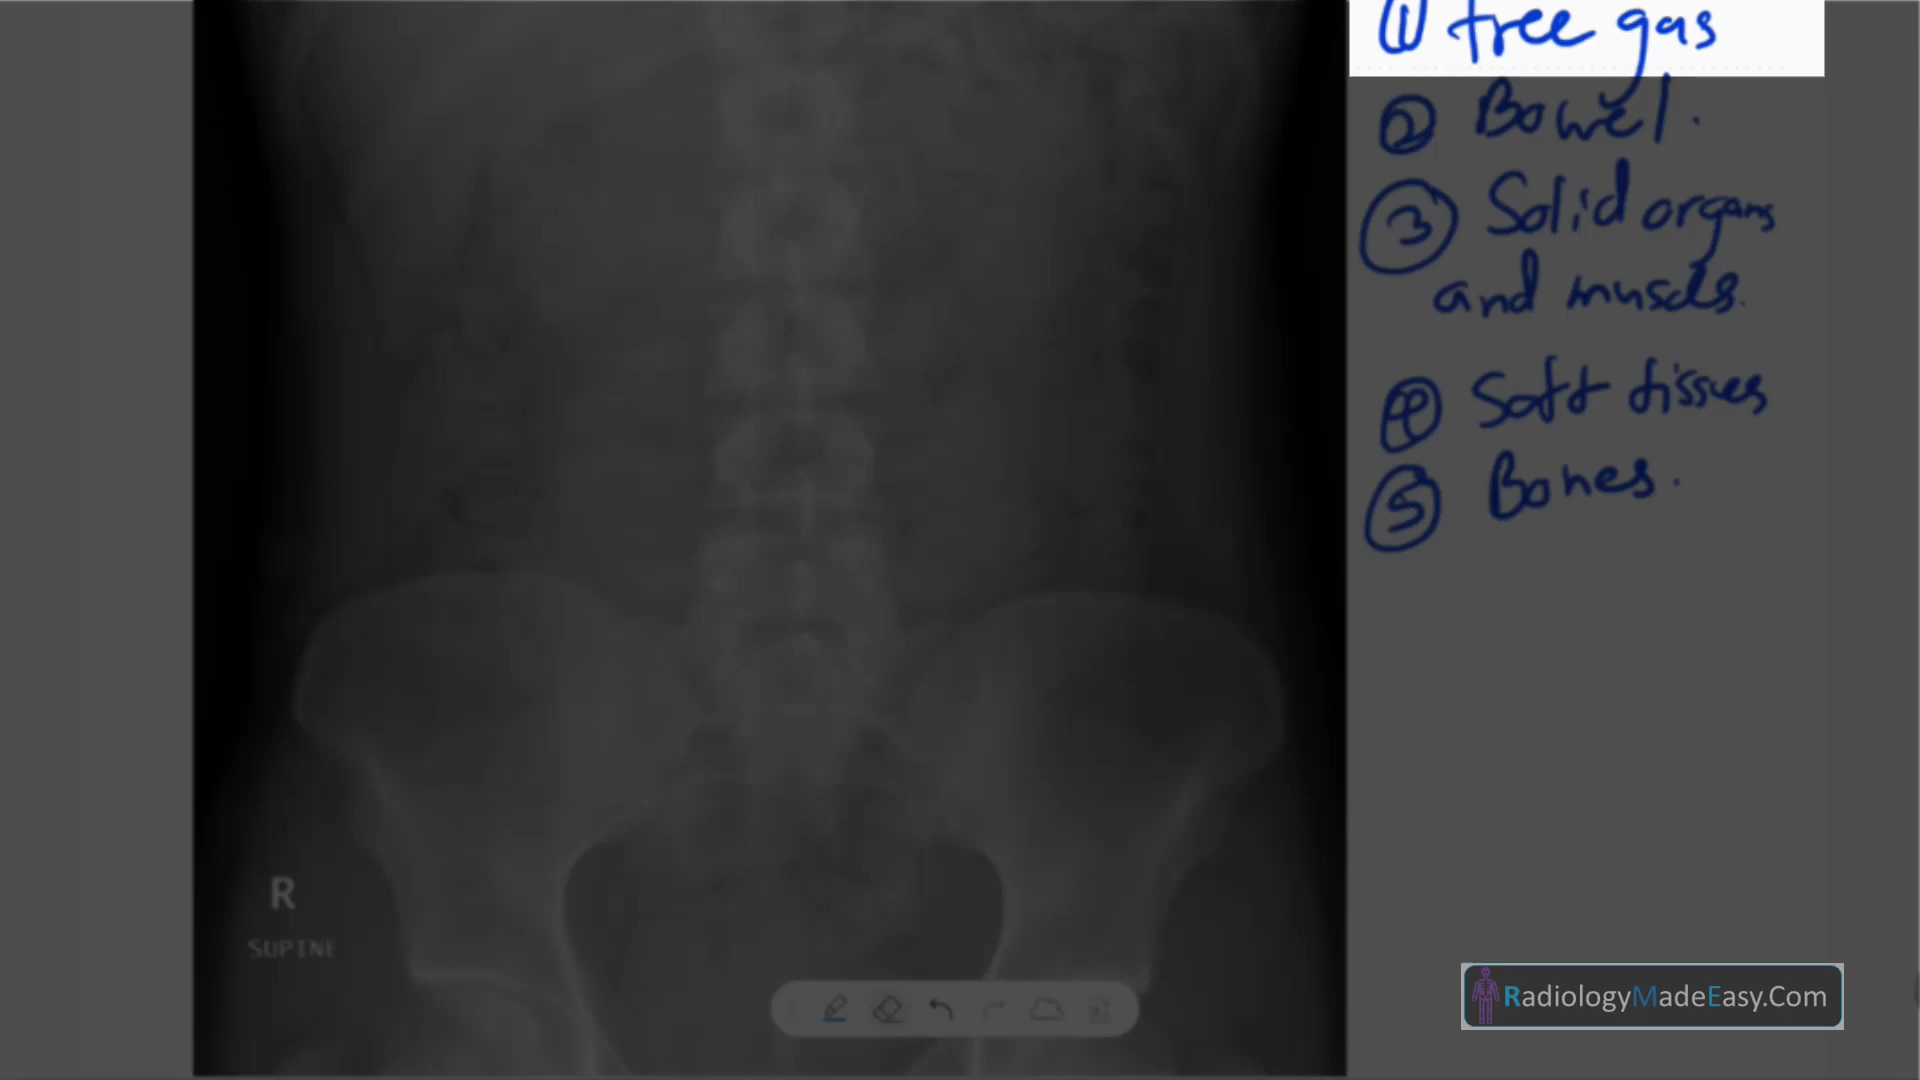 ① free gas
② Bowel.
③ Solid organs
and muscles.
④ Soft tissues
⑤ Bones.
R
SUPINE
RadiologyMadeEasy.Com